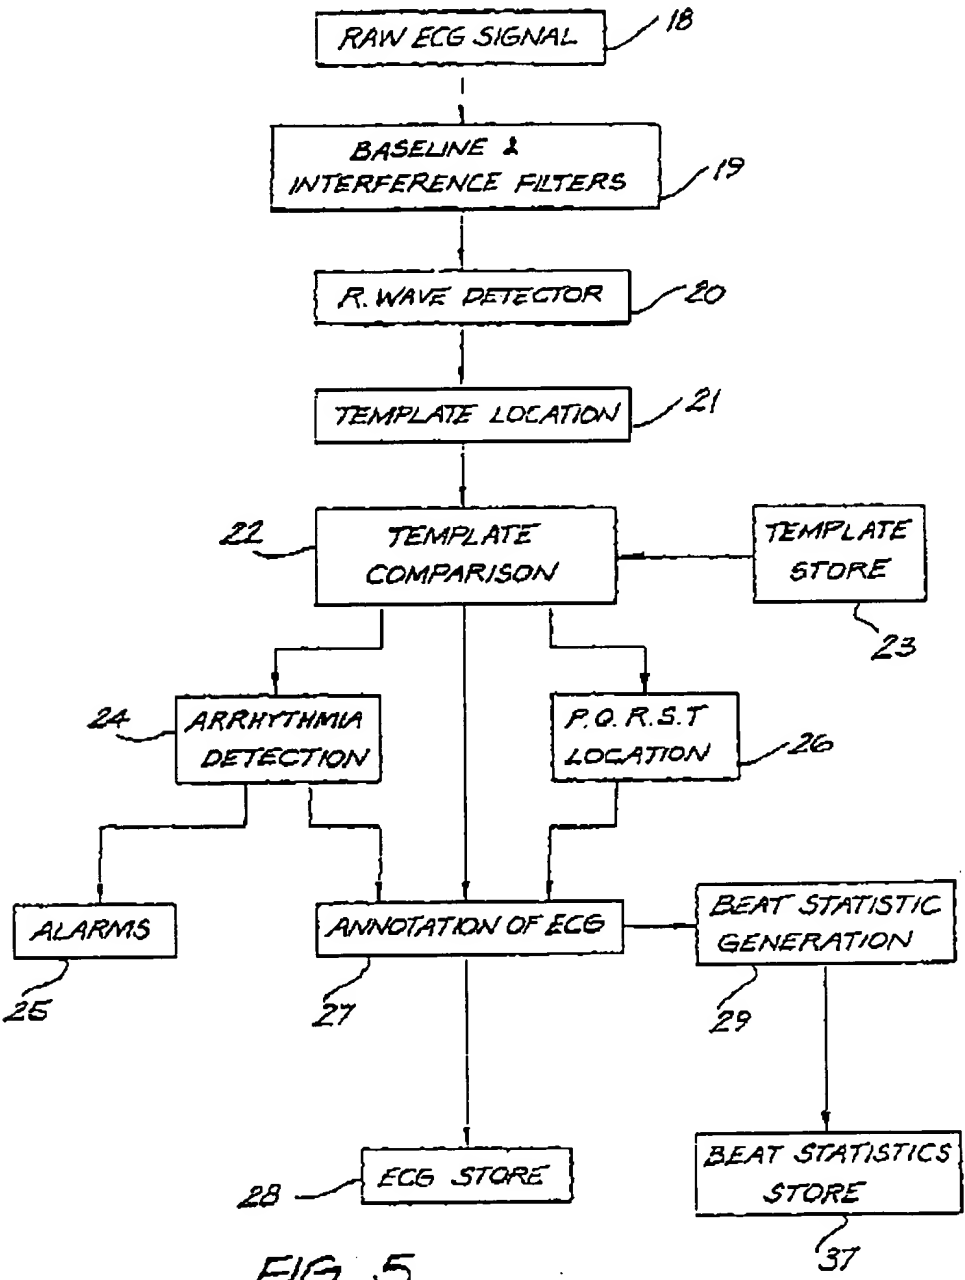 RAW ECG SIGNAL
18
BASELINE &
INTERFERENCE FILTERS
19
R. WAVE DETECTOR
20
TEMPLATE LOCATION
21
22
TEMPLATE
COMPARISON
TEMPLATE
STORE
23
24
ARRHYTHMIA
DETECTION
P.Q.R.S.T
LOCATION
26
ALARMS
25
ANNOTATION OF ECG
27
BEAT STATISTIC
GENERATION
29
28
ECG STORE
BEAT STATISTICS
STORE
37
FIG. 5